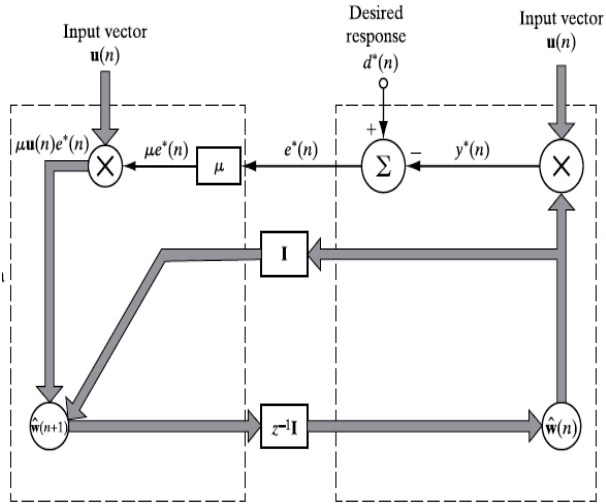 Desired
response
d*(n)
Input vector
u(n)
Input vector
u(n)
μu(n)e*(n)
μe*(n)
μ
e*(n)
+
Σ
−
y*(n)
×
×
I
ŵ(n+1)
z⁻¹I
ŵ(n)